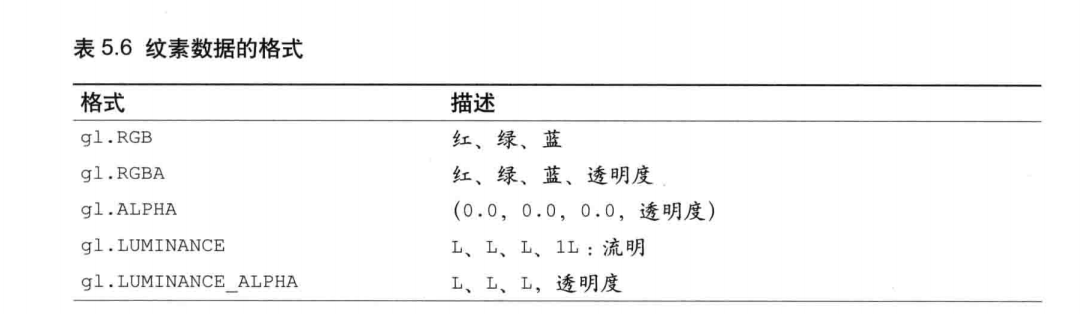 表 5.6 纹素数据的格式
格式 描述
gl.RGB 红、绿、蓝
gl.RGBA 红、绿、蓝、透明度
gl.ALPHA (0.0, 0.0, 0.0, 透明度)
gl.LUMINANCE L、L、L、1L:流明
gl.LUMINANCE_ALPHA L、L、L, 透明度